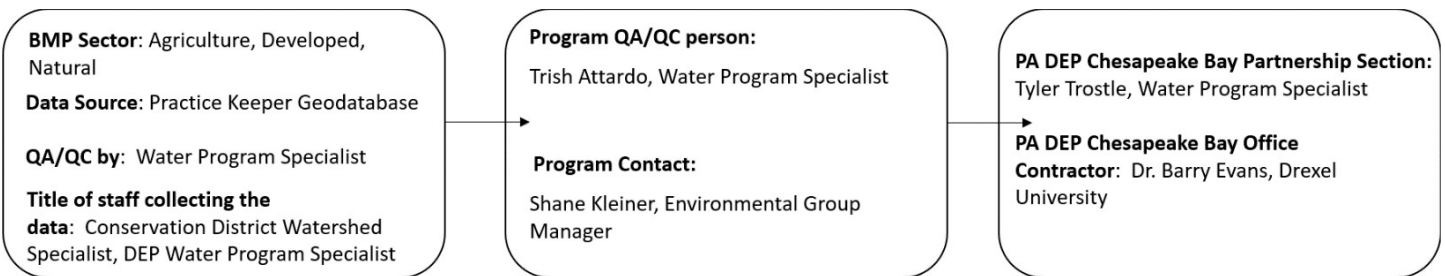 BMP Sector: Agriculture, Developed,
Natural
Data Source: Practice Keeper Geodatabase
QA/QC by:  Water Program Specialist
Title of staff collecting the
data:  Conservation District Watershed
Specialist, DEP Water Program Specialist
Program QA/QC person:
Trish Attardo, Water Program Specialist
Program Contact:
Shane Kleiner, Environmental Group
Manager
PA DEP Chesapeake Bay Partnership Section:
Tyler Trostle, Water Program Specialist
PA DEP Chesapeake Bay Office
Contractor:  Dr. Barry Evans, Drexel
University